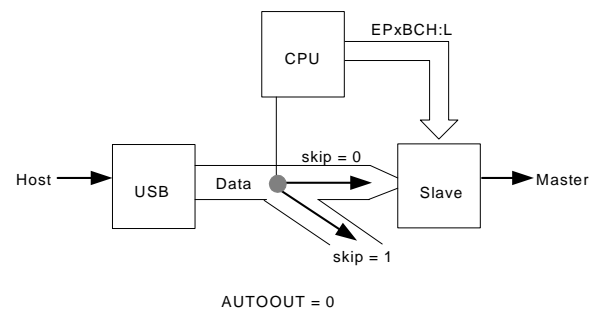 CPU
EPxBCH:L
skip = 0
Host
USB
Data
Slave
Master
skip = 1
AUTOOUT = 0